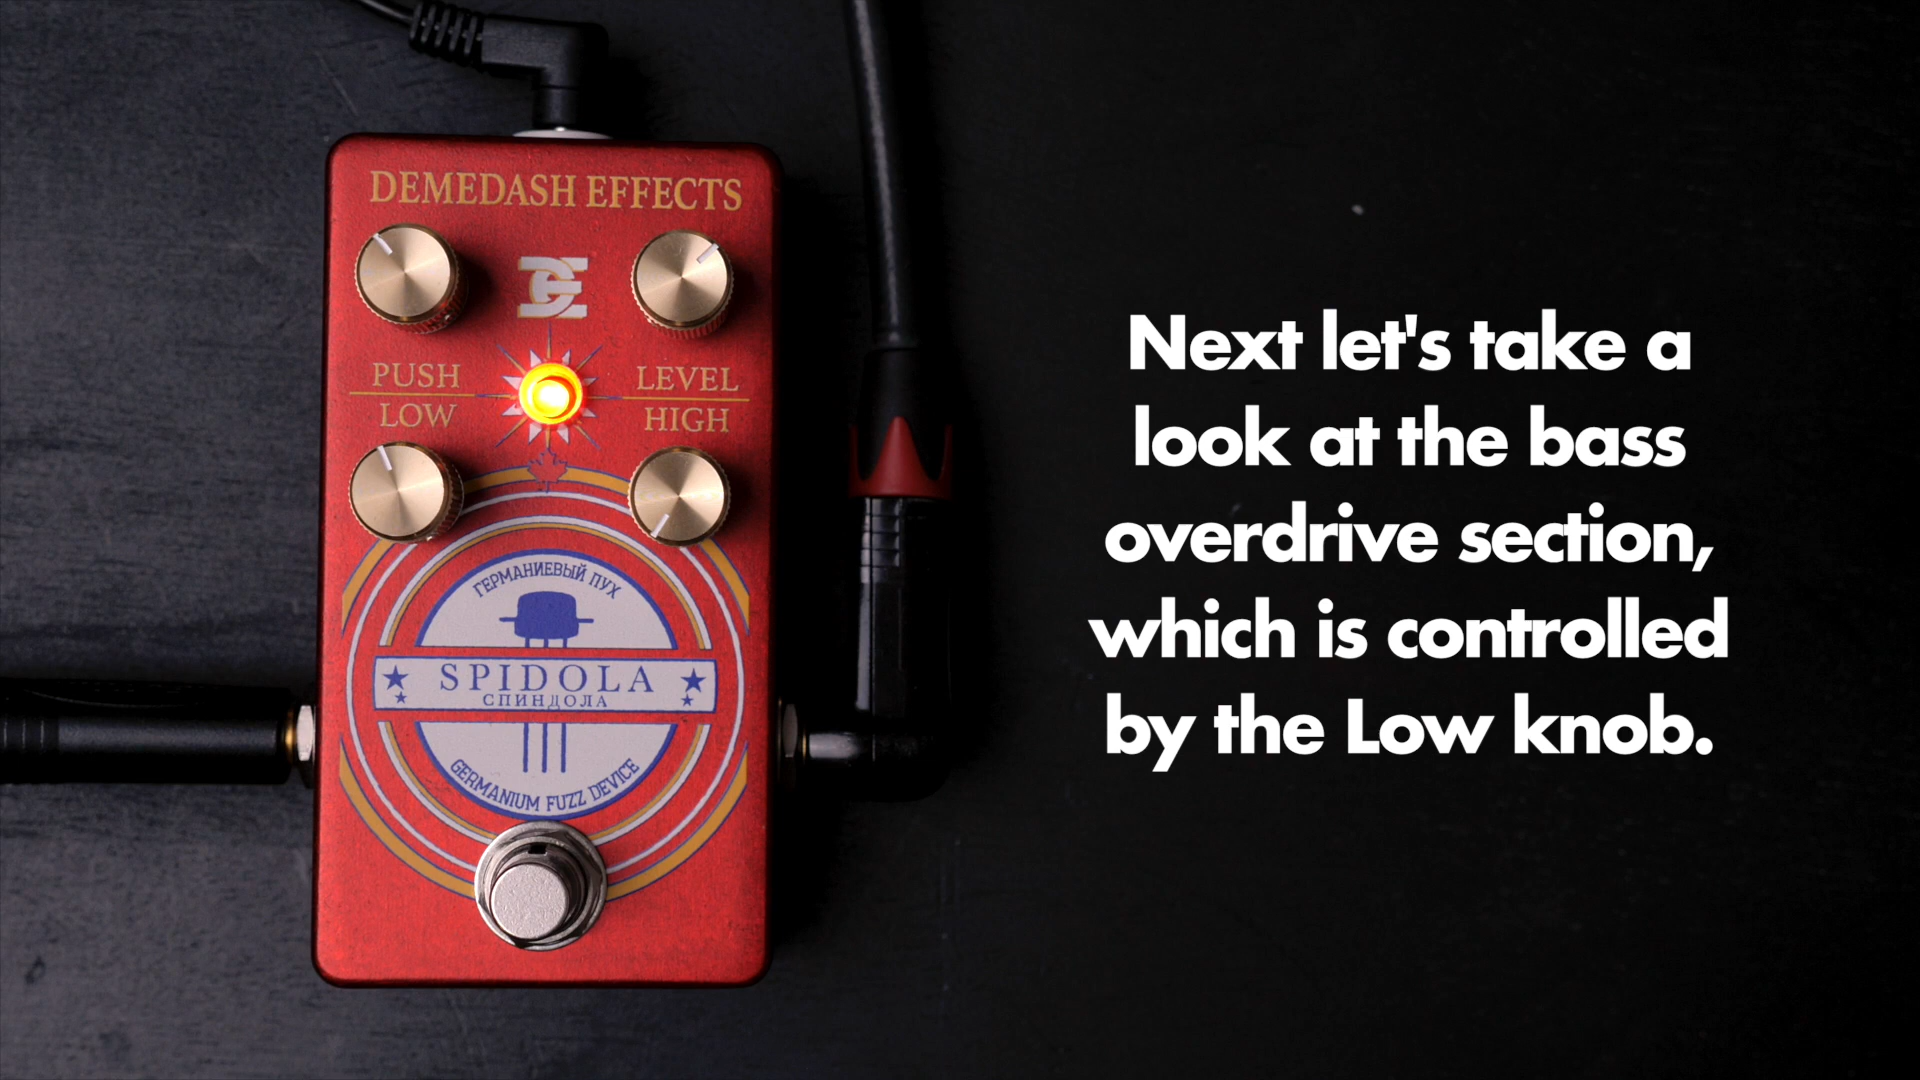 DEMEDASH EFFECTS
DE
PUSH
LEVEL
LOW
HIGH
ГЕРМАНИЕВЫЙ ПУХ
SPIDOLA
СПИНДОЛА
GERMANIUM FUZZ DEVICE
Next let's take a
look at the bass
overdrive section,
which is controlled
by the Low knob.